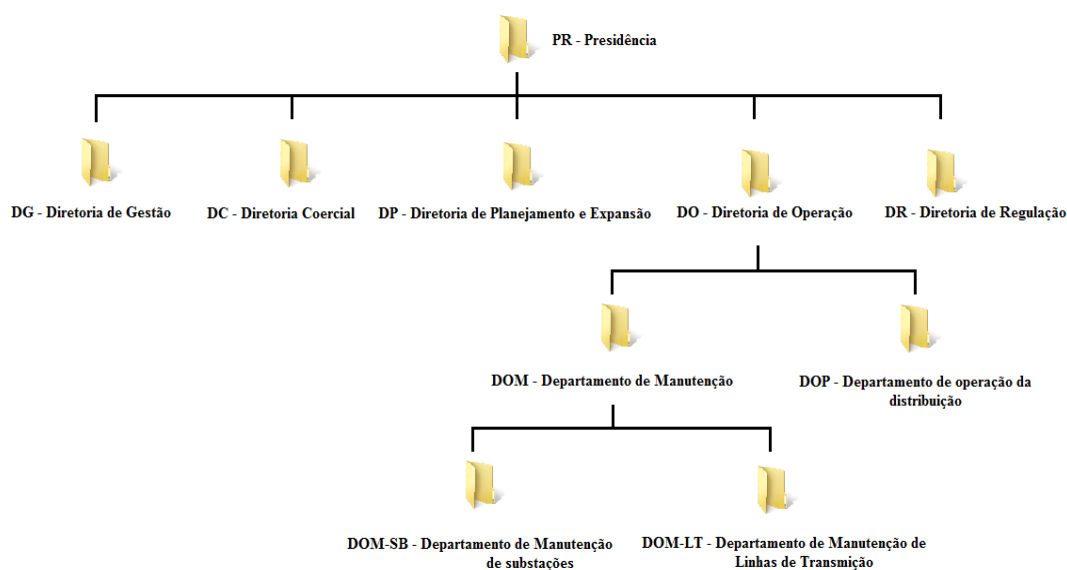 PR - Presidência
DG - Diretoria de Gestão
DC - Diretoria Coercial
DP - Diretoria de Planejamento e Expansão
DO - Diretoria de Operação
DR - Diretoria de Regulação
DOM - Departamento de Manutenção
DOP - Departamento de operação da
distribuição
DOM-SB - Departamento de Manutenção
de substações
DOM-LT - Departamento de Manutenção de
Linhas de Transmição